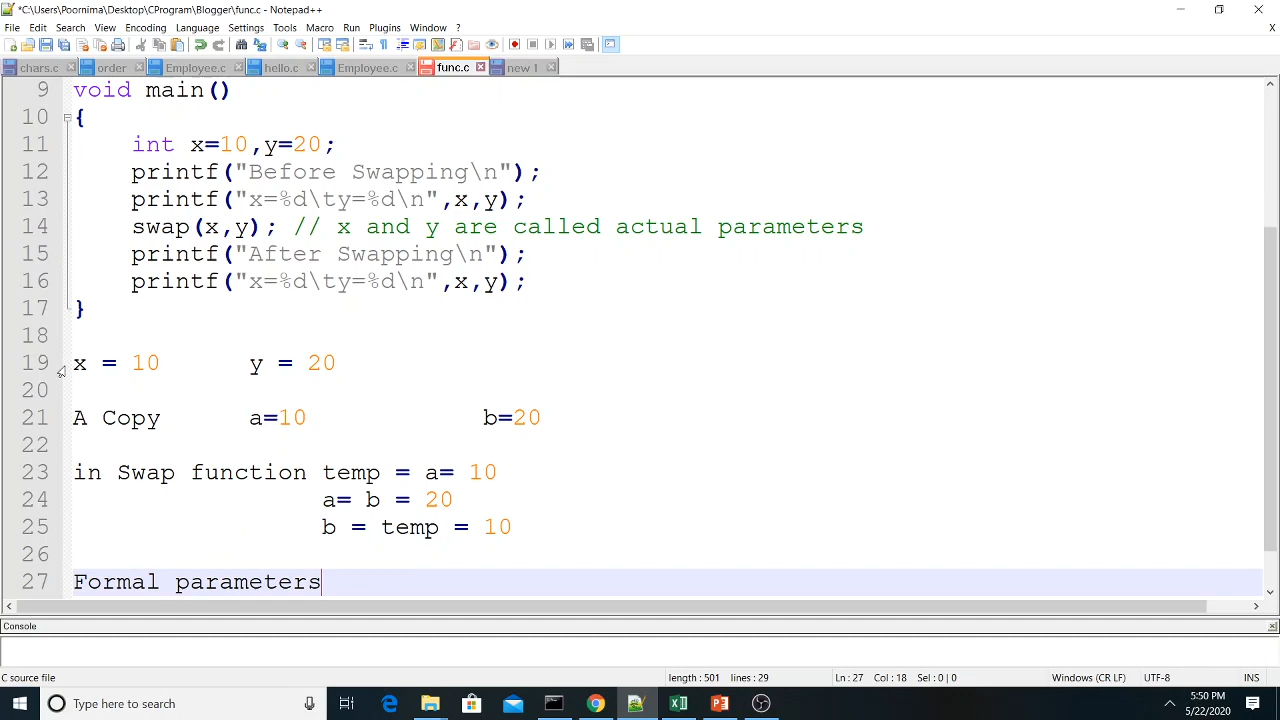 *C:\Users\Poornima\Desktop\CProgram\Blogger\func.c - Notepad++
File Edit Search View Encoding Language Settings Tools Macro Run Plugins Window ? X
chars.c order Employee.c hello.c Employee.c func.c new 1
9 void main()
10 {
11 int x=10,y=20;
12 printf("Before Swapping\n");
13 printf("x=%d\ty=%d\n",x,y);
14 swap(x,y); // x and y are called actual parameters
15 printf("After Swapping\n");
16 printf("x=%d\ty=%d\n",x,y);
17 }
18
19 x = 10 y = 20
20
21 A Copy a=10 b=20
22
23 in Swap function temp = a= 10
24 a= b = 20
25 b = temp = 10
26
27 Formal parameters
Console
C source file length : 501 lines : 29 Ln : 27 Col : 18 Sel : 0 | 0 Windows (CR LF) UTF-8 INS
Type here to search
5:50 PM
5/22/2020